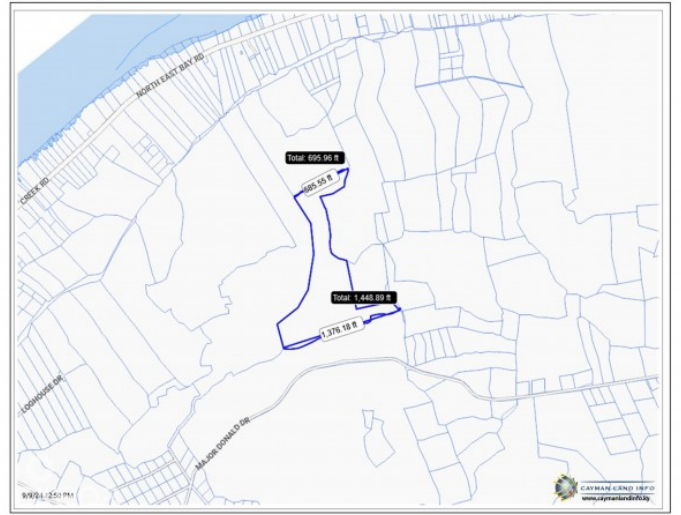 NORTH EAST BAY RD
Total: 695.96 ft
685.55 ft
CREEK RD
Total: 1,448.89 ft
1,376.18 ft
LOGHOUSE DR
MAJOR DONALD DR
CAYMAN LAND INFO
www.caymanlandinfo.ky